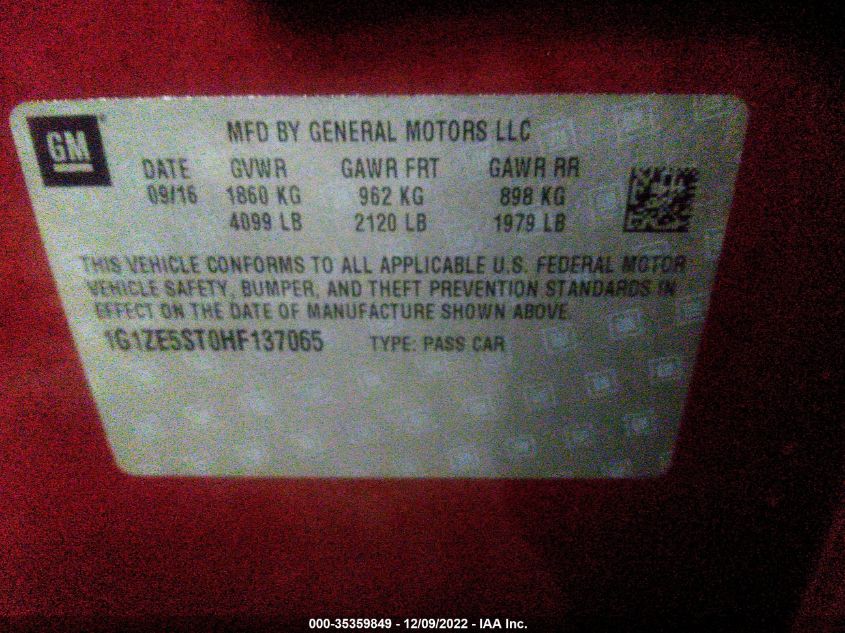 GM®
MFD BY GENERAL MOTORS LLC
DATE GVWR GAWR FRT GAWR RR
09/16 1860 KG 962 KG 898 KG
4099 LB 2120 LB 1979 LB
THIS VEHICLE CONFORMS TO ALL APPLICABLE U.S. FEDERAL MOTOR
VEHICLE SAFETY, BUMPER, AND THEFT PREVENTION STANDARDS IN
EFFECT ON THE DATE OF MANUFACTURE SHOWN ABOVE.
1G1ZE5ST0HF137065 TYPE: PASS CAR
000-35359849 - 12/09/2022 - IAA Inc.